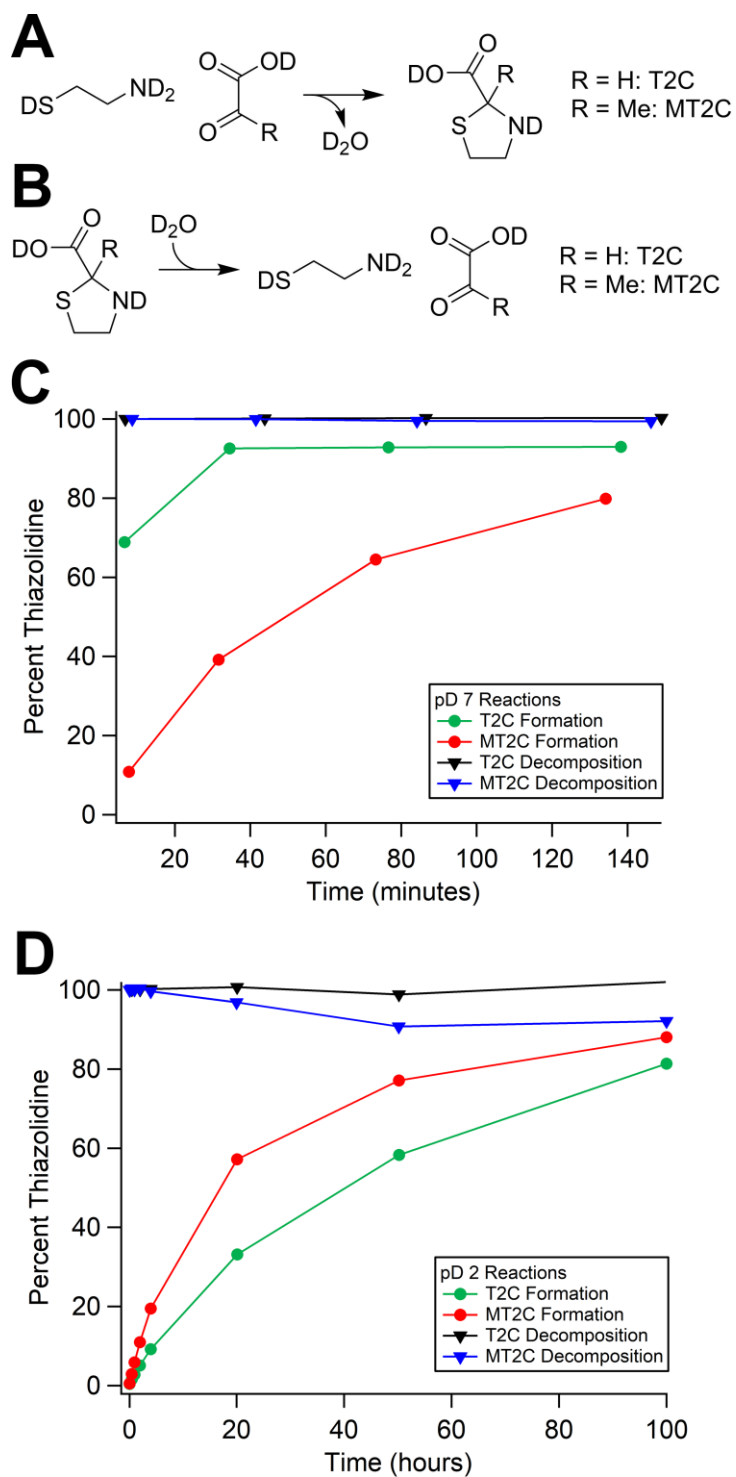 A
DS
ND₂
O
OD
O
R
D₂O
O
R
DO
S
ND
R = H: T2C
R = Me: MT2C
B
O
R
DO
S
ND
D₂O
DS
ND₂
O
OD
O
R
R = H: T2C
R = Me: MT2C
C
Percent Thiazolidine
100
80
60
40
20
0
pD 7 Reactions
T2C Formation
MT2C Formation
T2C Decomposition
MT2C Decomposition
20 40 60 80 100 120 140
Time (minutes)
D
Percent Thiazolidine
100
80
60
40
20
0
pD 2 Reactions
T2C Formation
MT2C Formation
T2C Decomposition
MT2C Decomposition
0 20 40 60 80 100
Time (hours)